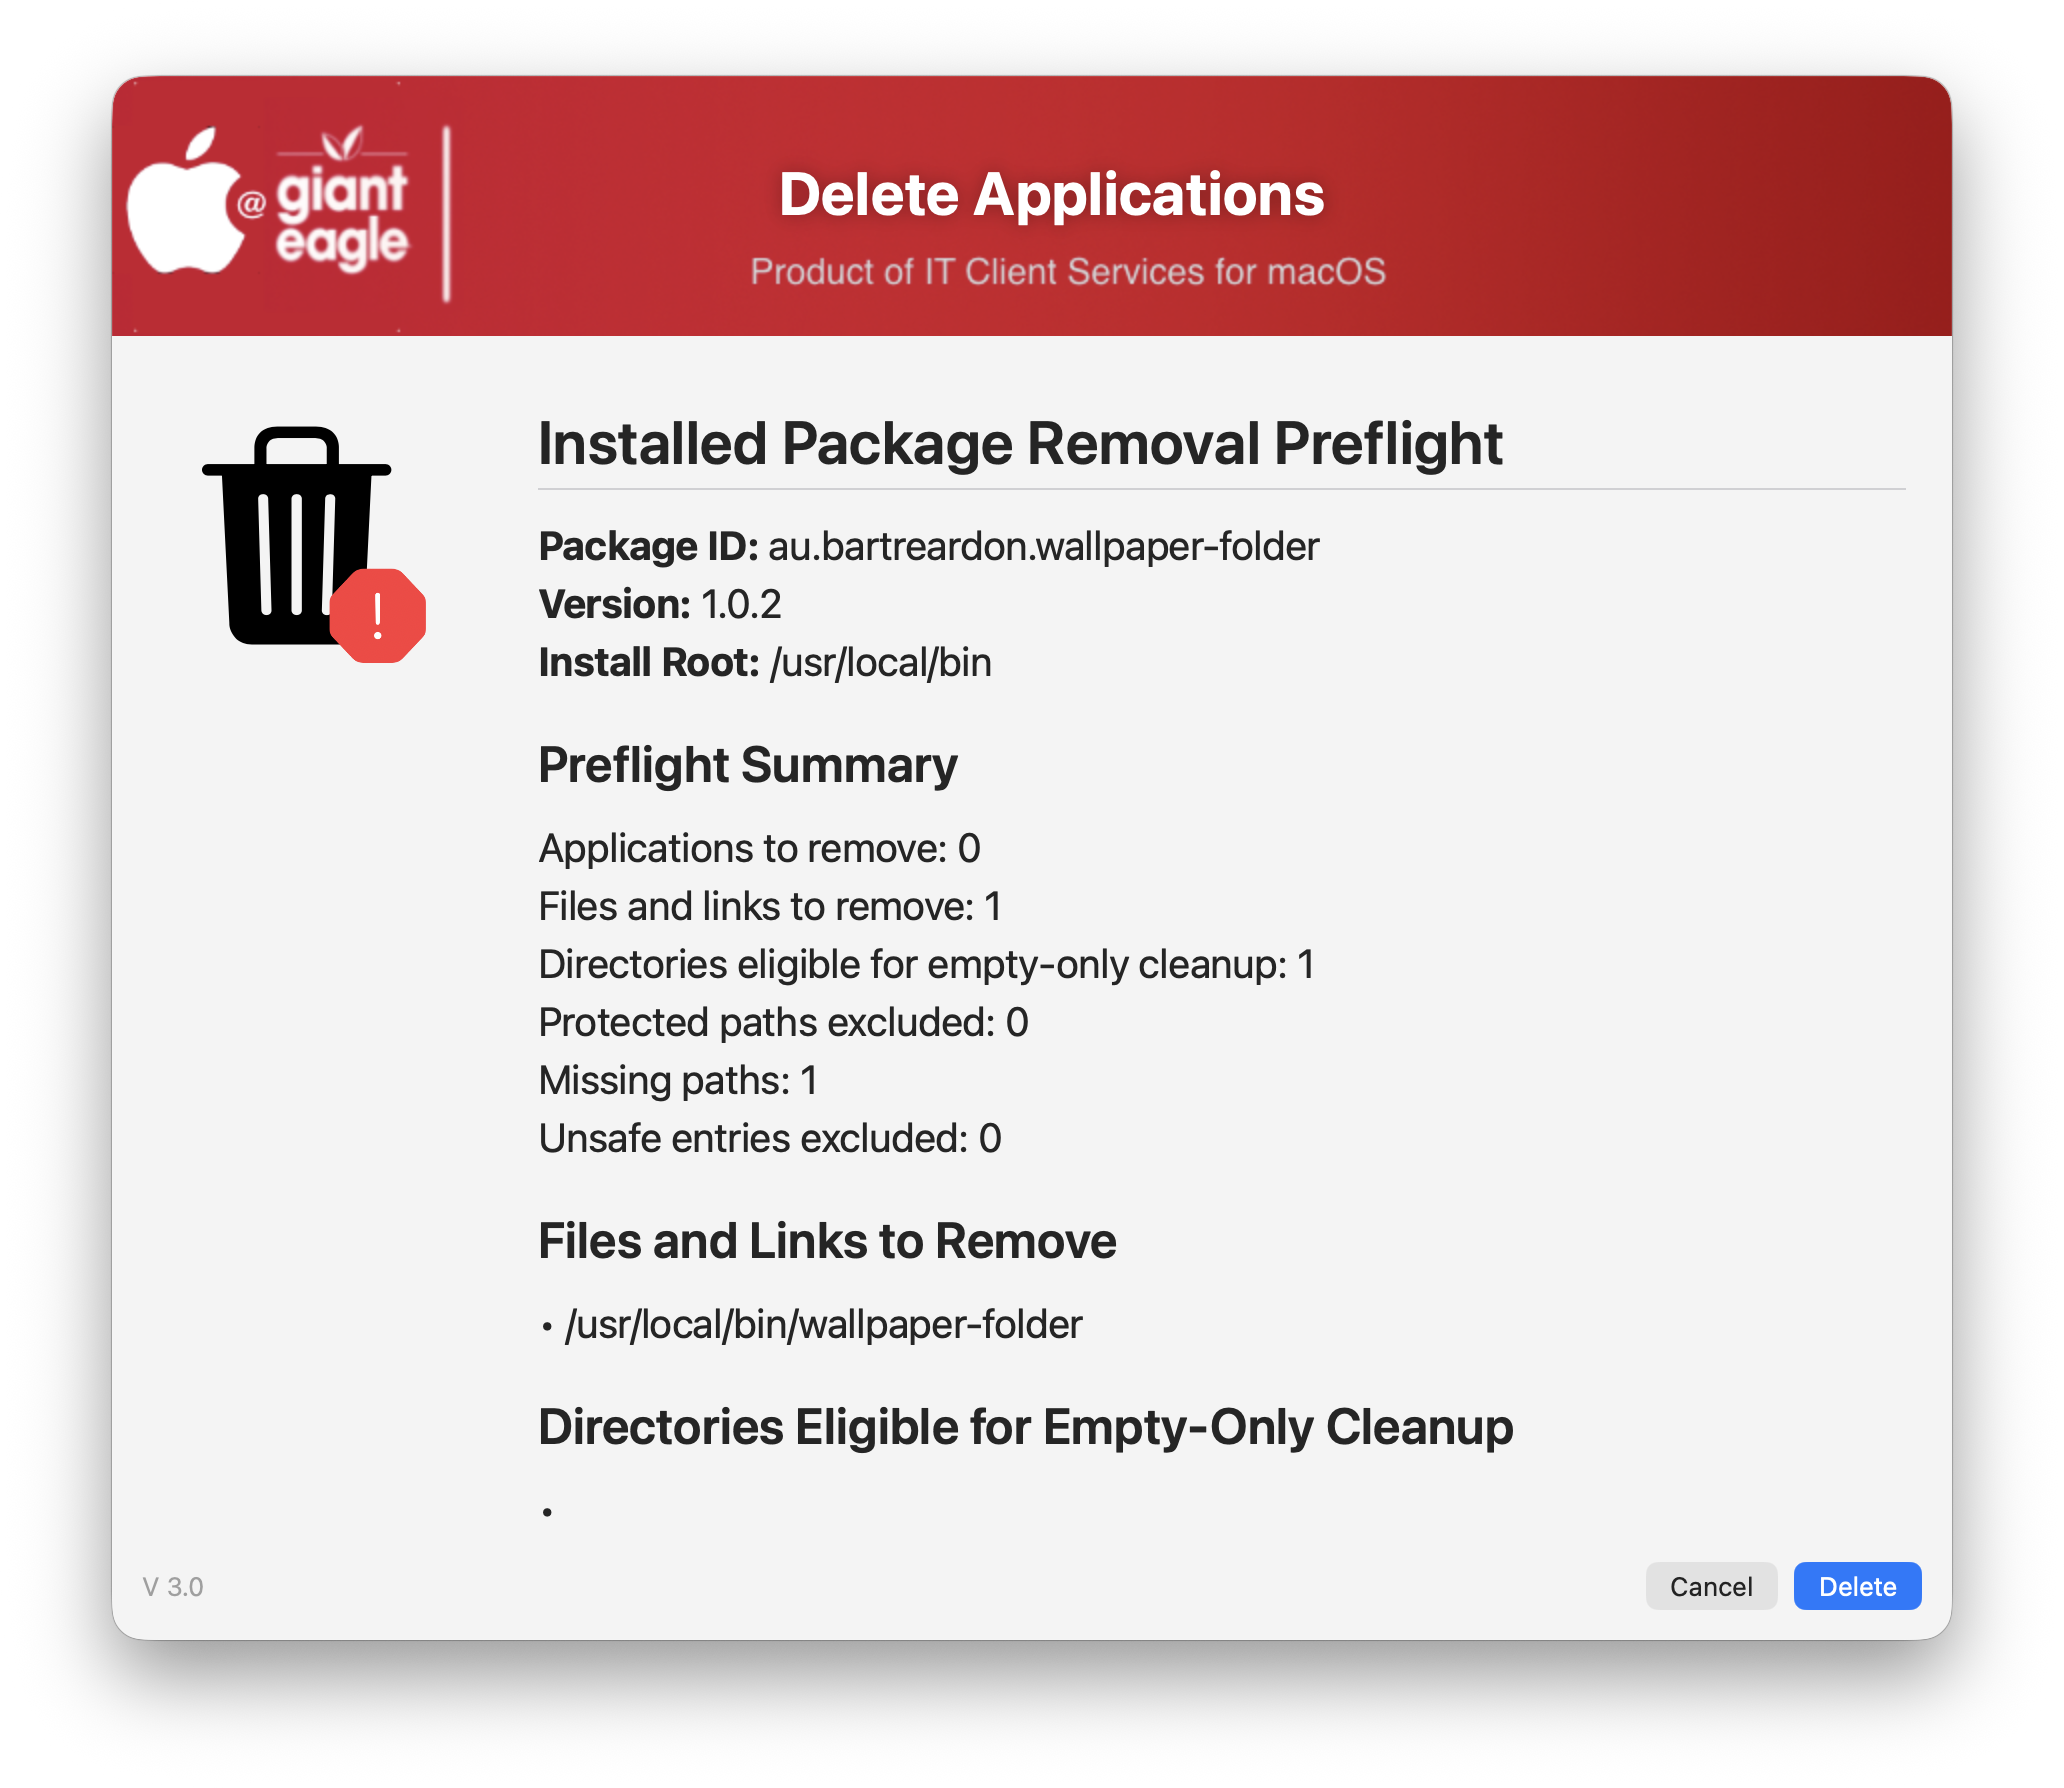 @ giant eagle
Delete Applications
Product of IT Client Services for macOS
Installed Package Removal Preflight
Package ID: au.bartreardon.wallpaper-folder
Version: 1.0.2
Install Root: /usr/local/bin
Preflight Summary
Applications to remove: 0
Files and links to remove: 1
Directories eligible for empty-only cleanup: 1
Protected paths excluded: 0
Missing paths: 1
Unsafe entries excluded: 0
Files and Links to Remove
• /usr/local/bin/wallpaper-folder
Directories Eligible for Empty-Only Cleanup
•
V 3.0
Cancel
Delete